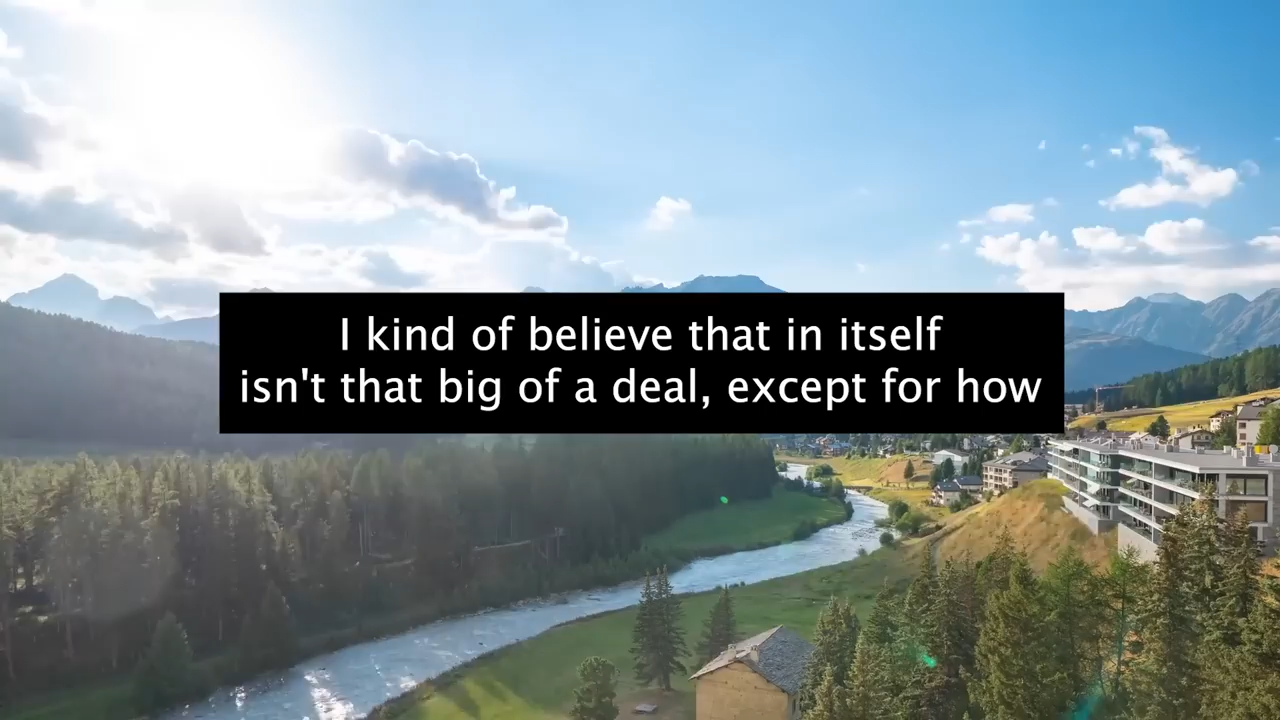 I kind of believe that in itself
isn't that big of a deal, except for how